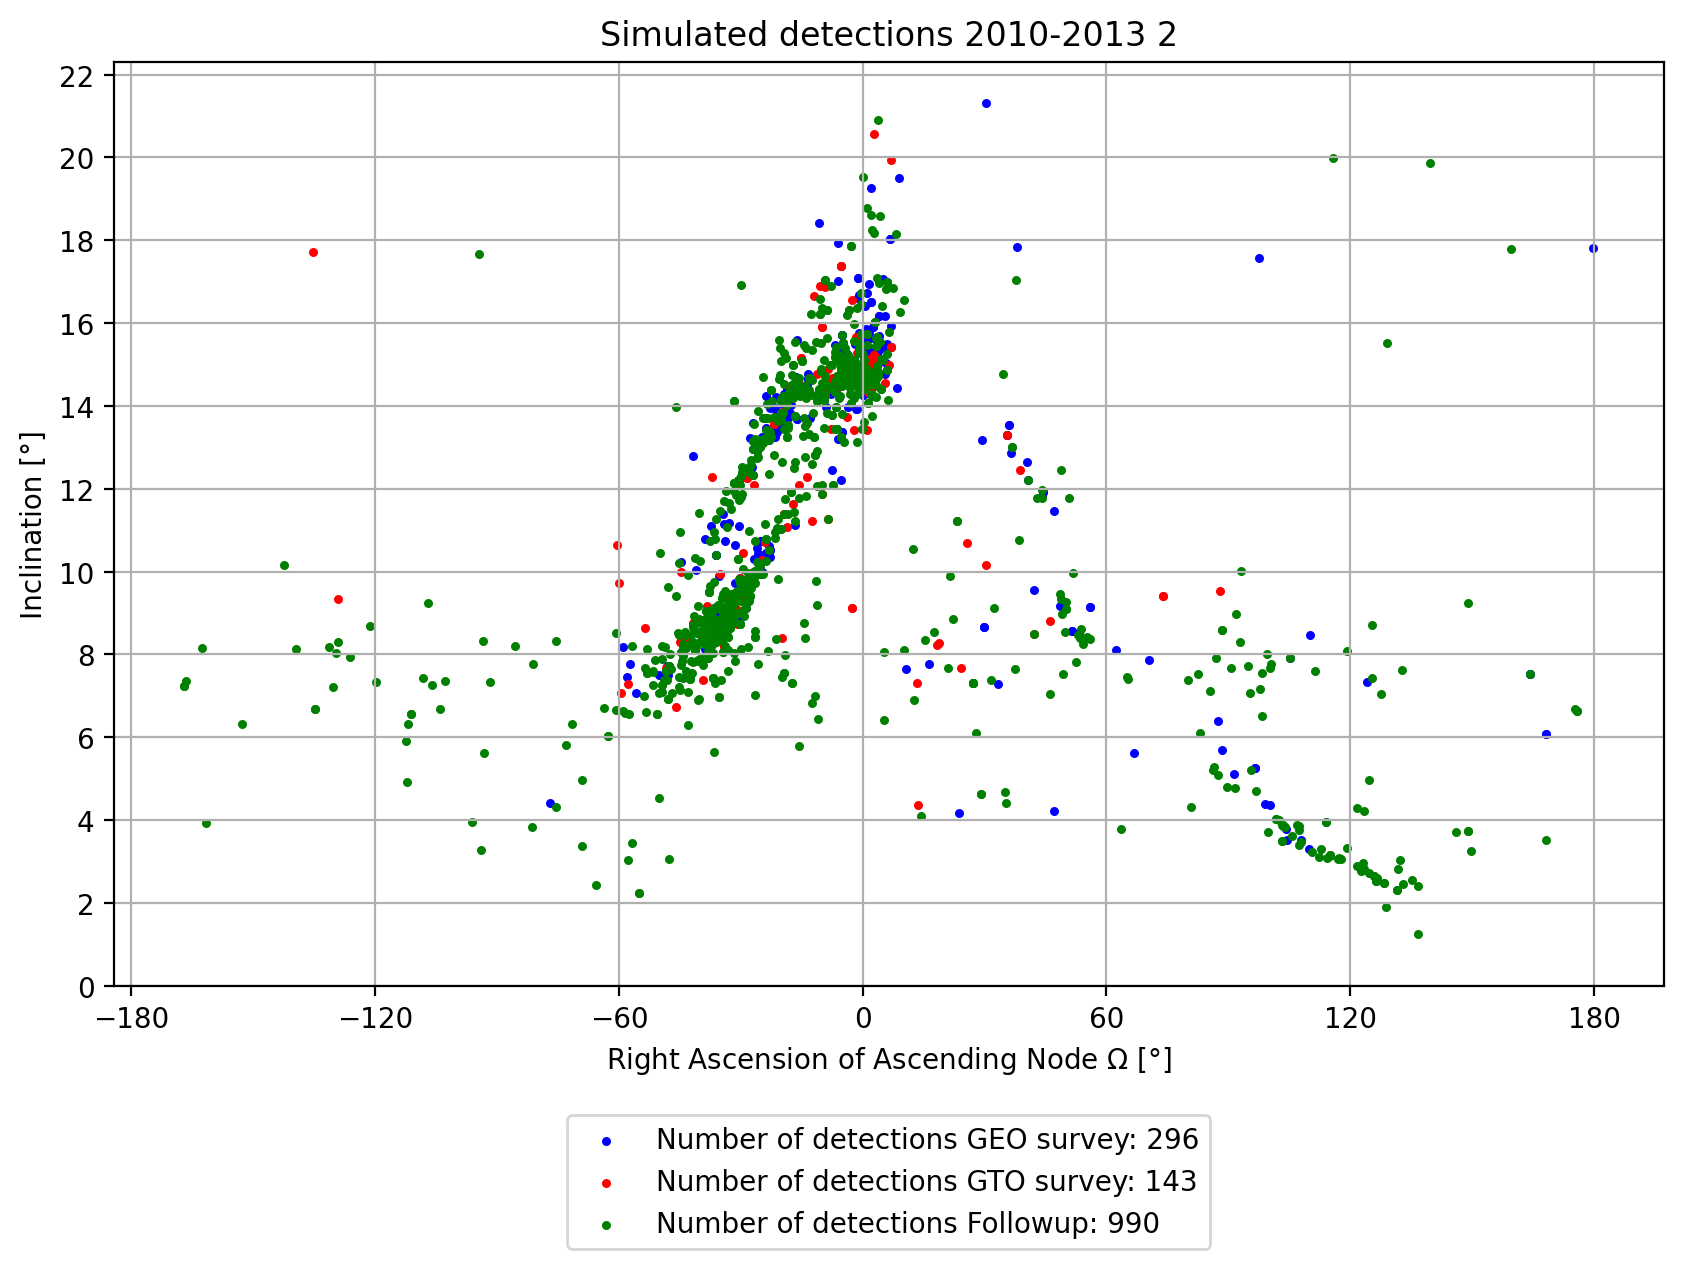 Simulated detections 2010-2013 2
22
20
18
16
14
12
10
8
6
4
2
0
Inclination [°]
−180 −120 −60 0 60 120 180
Right Ascension of Ascending Node Ω [°]
Number of detections GEO survey: 296
Number of detections GTO survey: 143
Number of detections Followup: 990